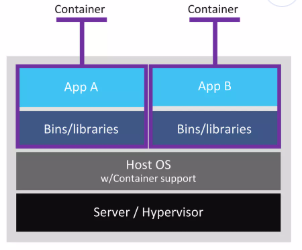 Container
Container
App A
App B
Bins/libraries
Bins/libraries
Host OS
w/Container support
Server / Hypervisor